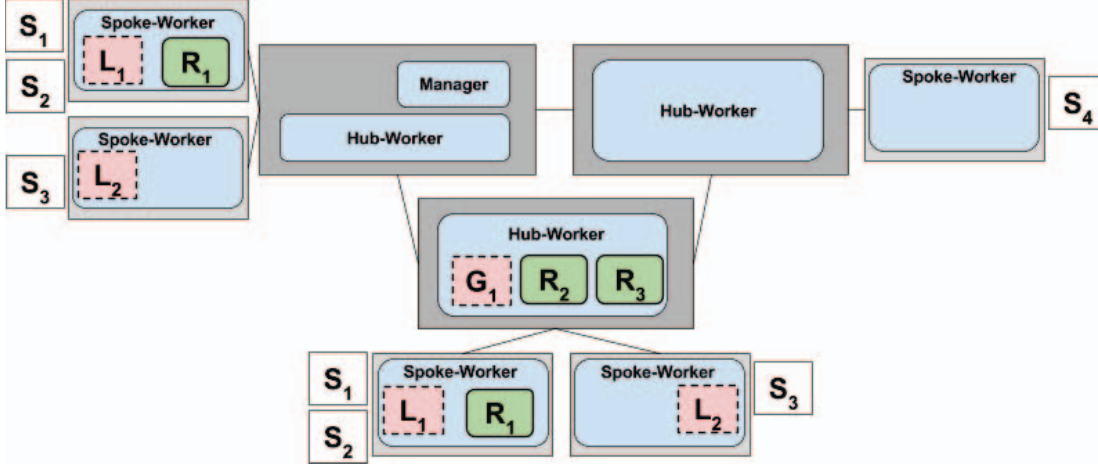 S1
S2
Spoke-Worker
L1
R1
S3
Spoke-Worker
L2
Manager
Hub-Worker
Hub-Worker
Spoke-Worker
S4
Hub-Worker
G1
R2
R3
S1
S2
Spoke-Worker
L1
R1
Spoke-Worker
L2
S3